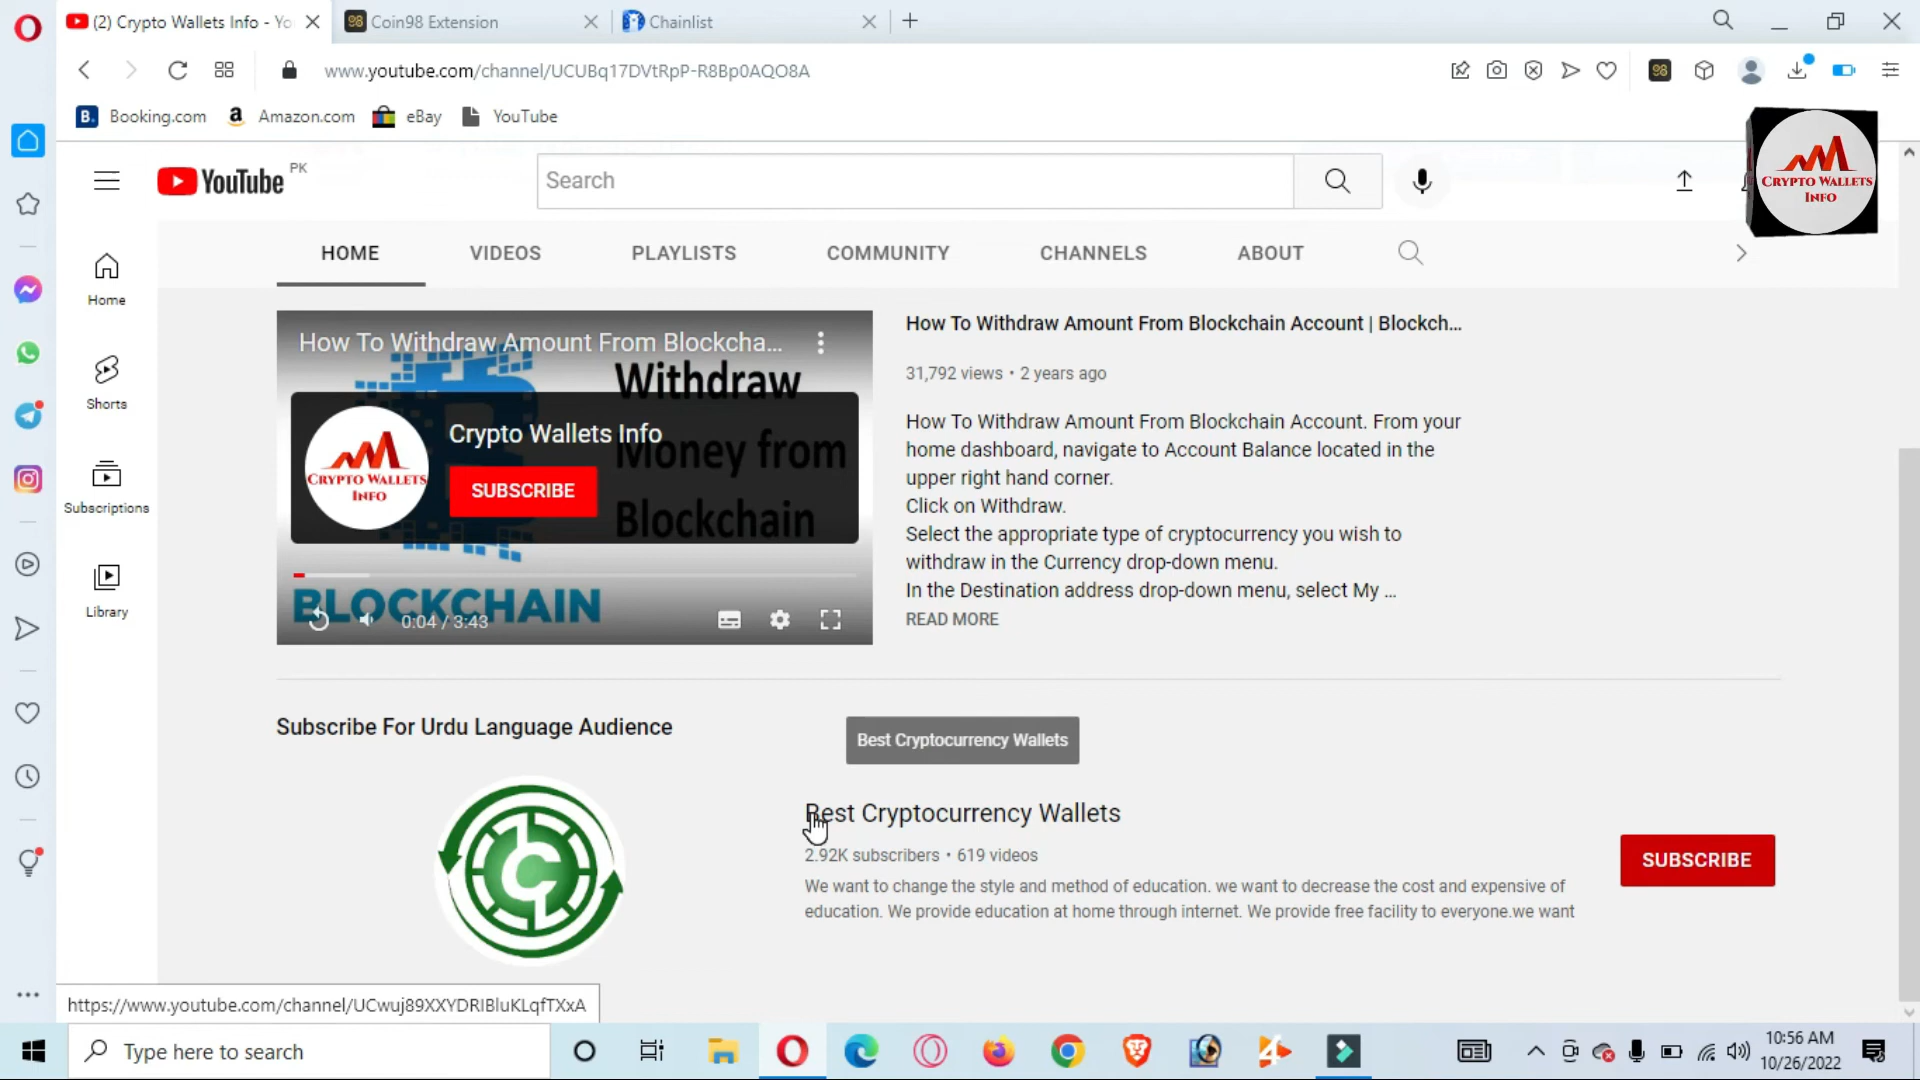 (2) Crypto Wallets Info - Yo
98 Coin98 Extension
Chainlist
www.youtube.com/channel/UCUBq17DVtRpP-R8Bp0AQO8A
98
B. Booking.com
a Amazon.com
eBay
YouTube
YouTube PK
Search
CRYPTO WALLETS
INFO
HOME
VIDEOS
PLAYLISTS
COMMUNITY
CHANNELS
ABOUT
Home
Shorts
Subscriptions
Library
How To Withdraw Amount From Blockcha...
Withdraw
Money from
Blockchain
BLOCKCHAIN
CRYPTO WALLETS
INFO
Crypto Wallets Info
SUBSCRIBE
0:04 / 3:43
How To Withdraw Amount From Blockchain Account | Blockch...
31,792 views • 2 years ago
How To Withdraw Amount From Blockchain Account. From your
home dashboard, navigate to Account Balance located in the
upper right hand corner.
Click on Withdraw.
Select the appropriate type of cryptocurrency you wish to
withdraw in the Currency drop-down menu.
In the Destination address drop-down menu, select My ...
READ MORE
Subscribe For Urdu Language Audience
Best Cryptocurrency Wallets
Best Cryptocurrency Wallets
2.92K subscribers • 619 videos
We want to change the style and method of education. we want to decrease the cost and expensive of
education. We provide education at home through internet. We provide free facility to everyone.we want
SUBSCRIBE
https://www.youtube.com/channel/UCwuj89XXYDRIBluKLqfTXxA
Type here to search
10:56 AM
10/26/2022